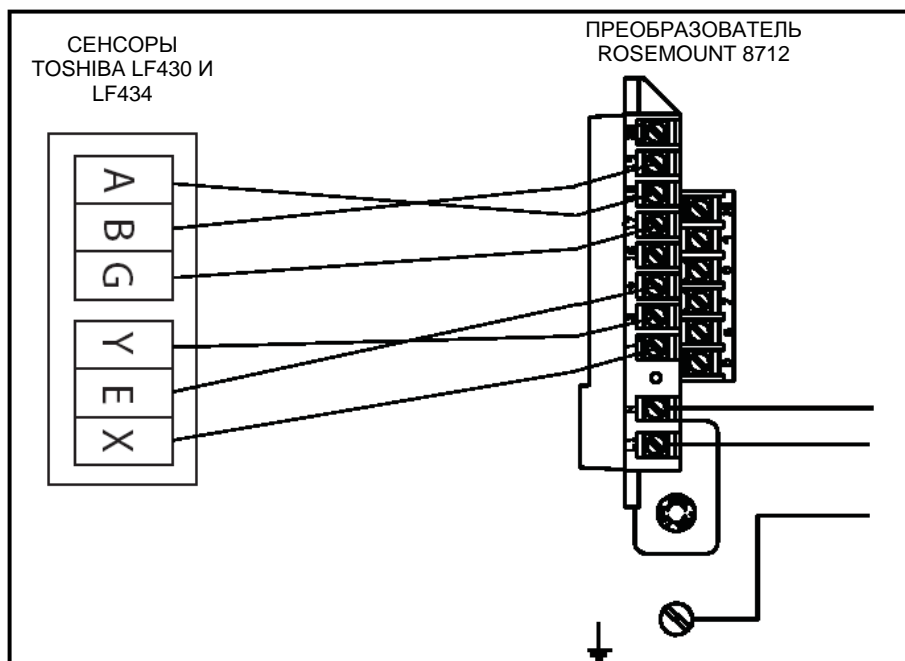 СЕНСОРЫ
TOSHIBA LF430 И
LF434
ПРЕОБРАЗОВАТЕЛЬ
ROSEMOUNT 8712
A
B
G
Y
E
X